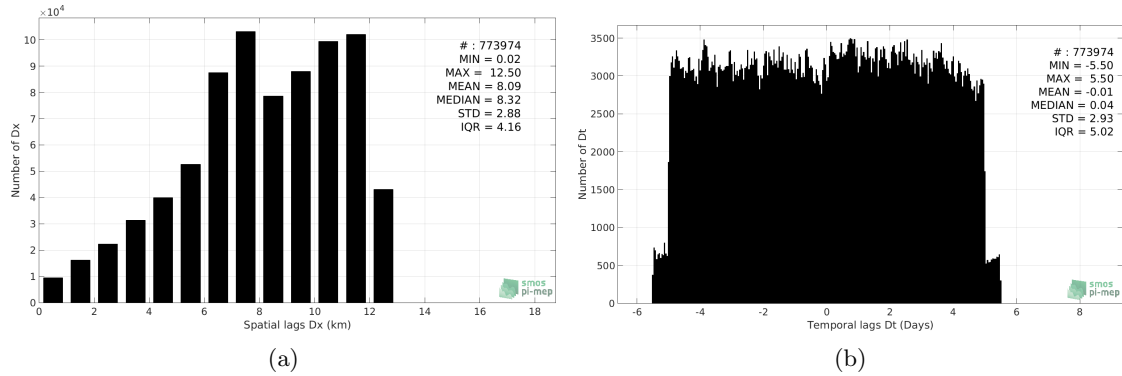 ×10⁴
10
9
8
7
6
5
4
3
2
1
0
Number of Dx
# : 773974
MIN = 0.02
MAX = 12.50
MEAN = 8.09
MEDIAN = 8.32
STD = 2.88
IQR = 4.16
smos
pi-mep
0 2 4 6 8 10 12 14 16 18
Spatial lags Dx (km)
(a)
3500
3000
2500
2000
1500
1000
500
0
Number of Dt
# : 773974
MIN = -5.50
MAX = 5.50
MEAN = -0.01
MEDIAN = 0.04
STD = 2.93
IQR = 5.02
smos
pi-mep
-6 -4 -2 0 2 4 6 8
Temporal lags Dt (Days)
(b)